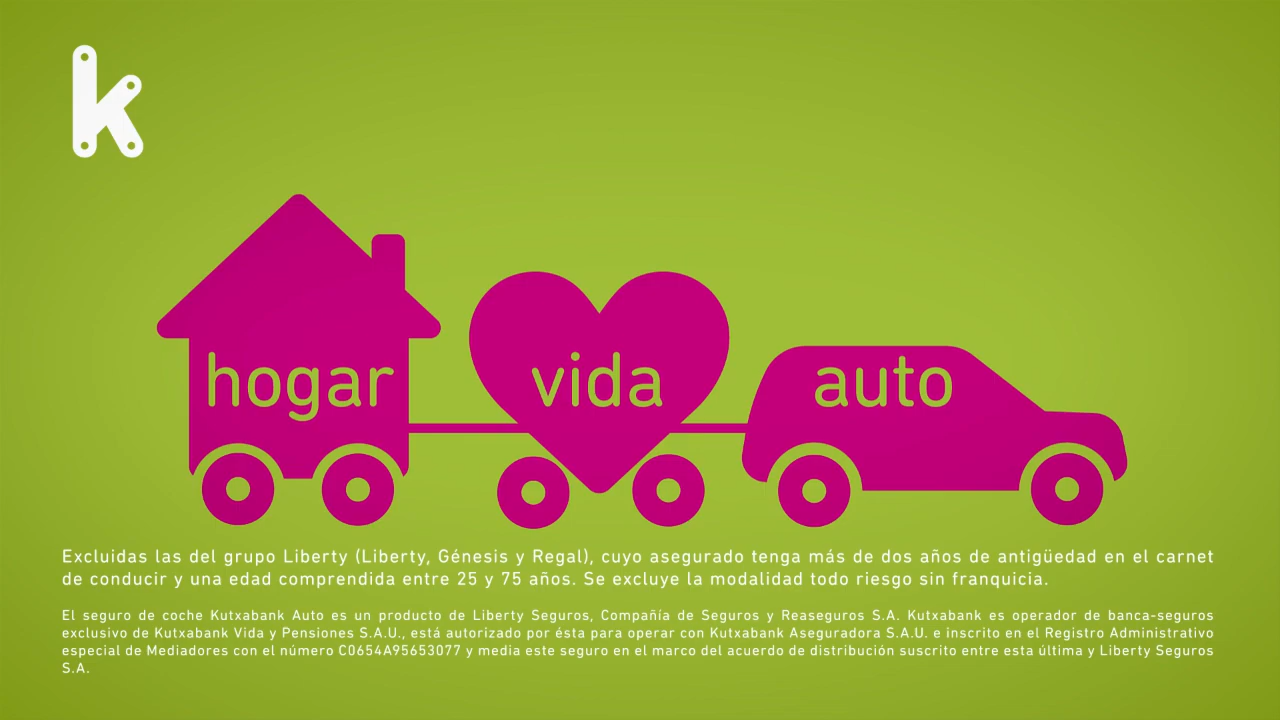 k
hogar
vida
auto
Excluidas las del grupo Liberty (Liberty, Génesis y Regal), cuyo asegurado tenga más de dos años de antigüedad en el carnet
de conducir y una edad comprendida entre 25 y 75 años. Se excluye la modalidad todo riesgo sin franquicia.
El seguro de coche Kutxabank Auto es un producto de Liberty Seguros, Compañía de Seguros y Reaseguros S.A. Kutxabank es operador de banca-seguros
exclusivo de Kutxabank Vida y Pensiones S.A.U., está autorizado por ésta para operar con Kutxabank Aseguradora S.A.U. e inscrito en el Registro Administrativo
especial de Mediadores con el número C0654A95653077 y media este seguro en el marco del acuerdo de distribución suscrito entre esta última y Liberty Seguros
S.A.